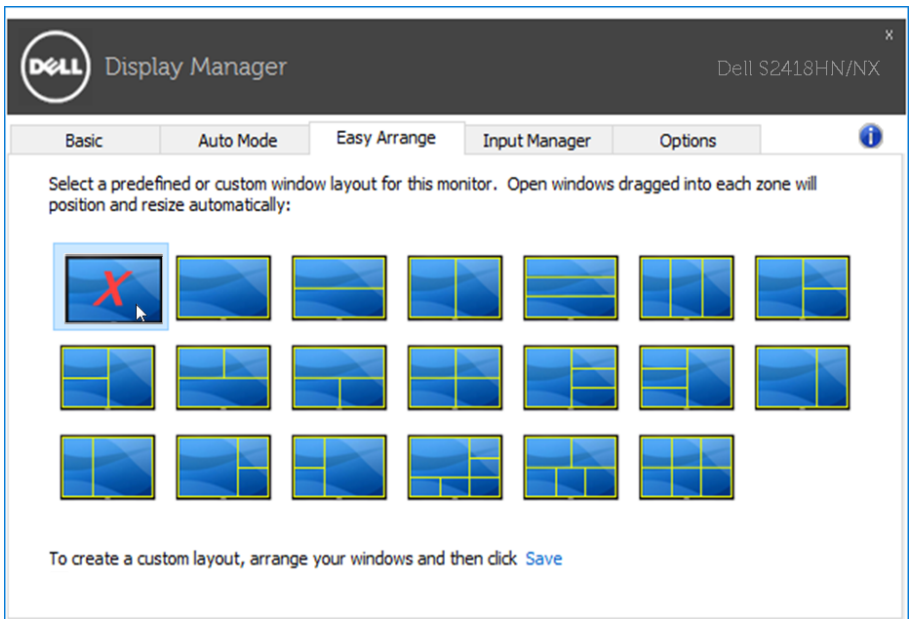 x
DELL Display Manager Dell S2418HN/NX
Basic Auto Mode Easy Arrange Input Manager Options i
Select a predefined or custom window layout for this monitor. Open windows dragged into each zone will
position and resize automatically:
X
To create a custom layout, arrange your windows and then click Save